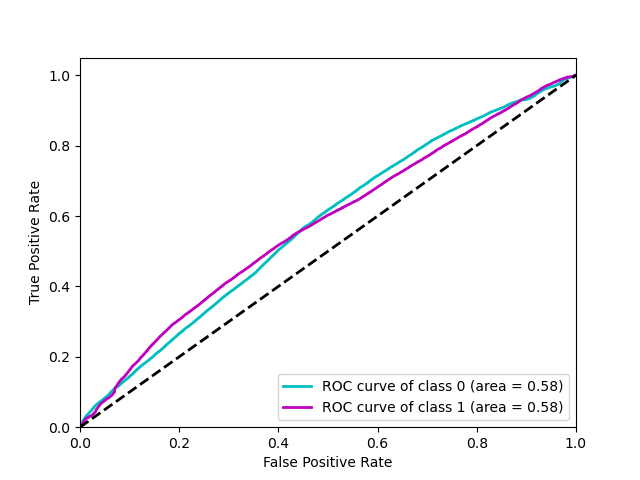 1.0
0.8
0.6
0.4
0.2
0.0
True Positive Rate
ROC curve of class 0 (area = 0.58)
ROC curve of class 1 (area = 0.58)
0.0 0.2 0.4 0.6 0.8 1.0
False Positive Rate